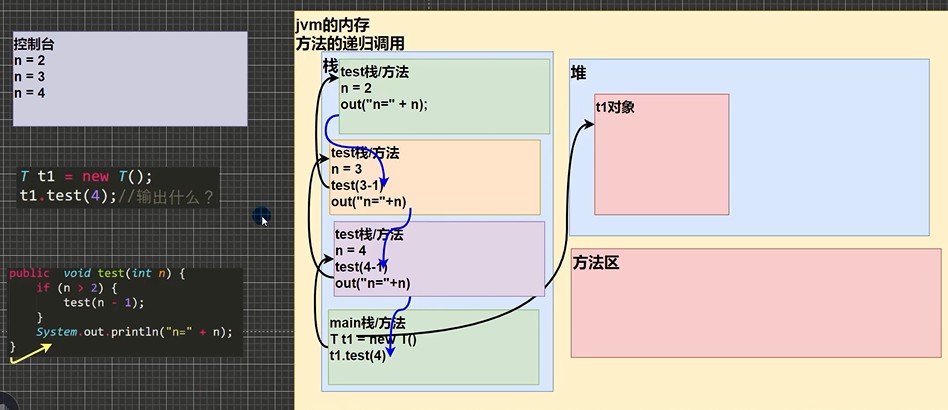 控制台
n = 2
n = 3
n = 4
T t1 = new T();
t1.test(4);//输出什么？
public void test(int n) {
if (n > 2) {
test(n - 1);
}
System.out.println("n=" + n);
}
jvm的内存
方法的递归调用
栈
test栈/方法
n = 2
out("n=" + n);
test栈/方法
n = 3
test(3-1)
out("n="+n)
test栈/方法
n = 4
test(4-1)
out("n="+n)
main栈/方法
T t1 = new T()
t1.test(4)
堆
t1对象
方法区